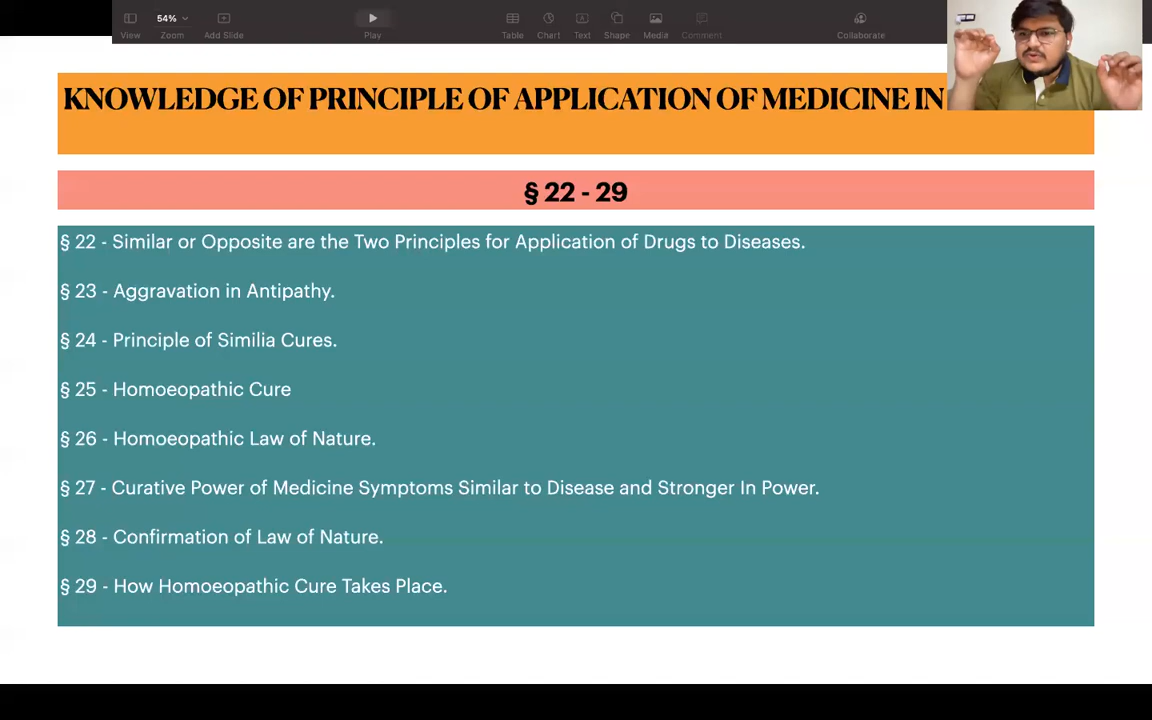 54%
View
Zoom
Add Slide
Play
Table
Chart
Text
Shape
Media
Comment
Collaborate
KNOWLEDGE OF PRINCIPLE OF APPLICATION OF MEDICINE IN
§ 22 - 29
§ 22 - Similar or Opposite are the Two Principles for Application of Drugs to Diseases.
§ 23 - Aggravation in Antipathy.
§ 24 - Principle of Similia Cures.
§ 25 - Homoeopathic Cure
§ 26 - Homoeopathic Law of Nature.
§ 27 - Curative Power of Medicine Symptoms Similar to Disease and Stronger In Power.
§ 28 - Confirmation of Law of Nature.
§ 29 - How Homoeopathic Cure Takes Place.